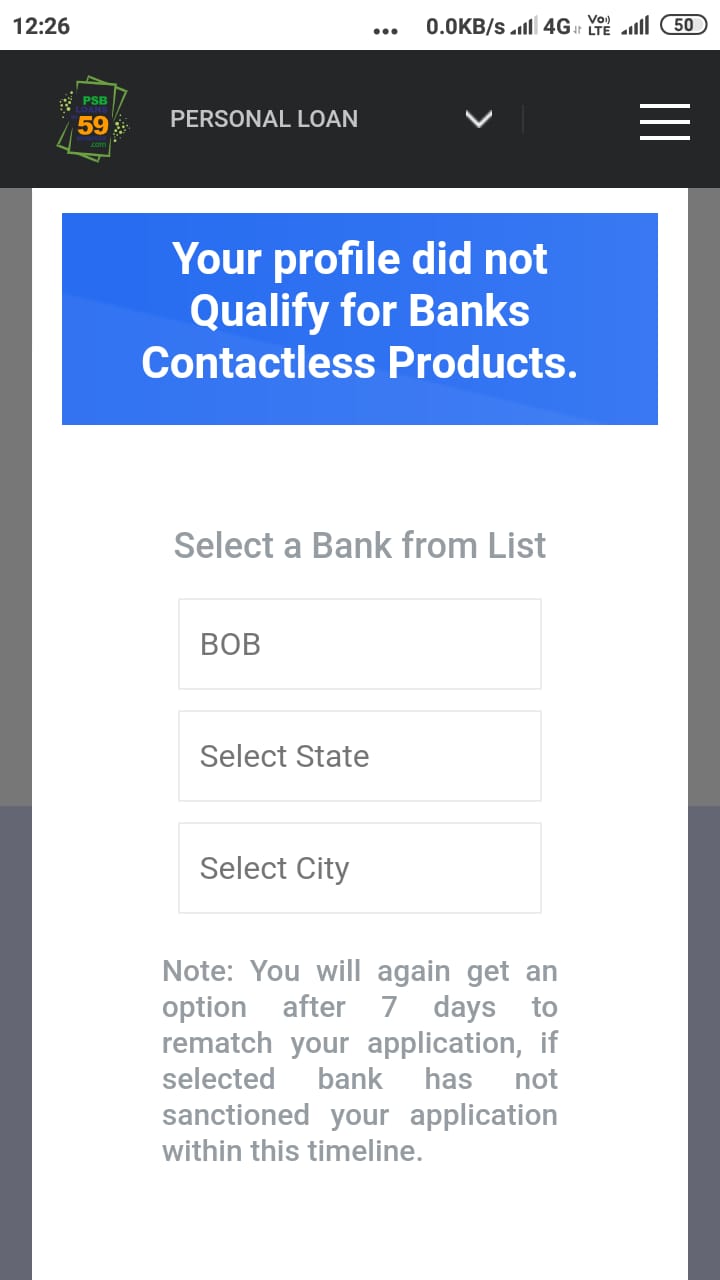 12:26 ... 0.0KB/s 4G Vo) LTE 50
PSB
LOANS
59
.com
PERSONAL LOAN
Your profile did not
Qualify for Banks
Contactless Products.
Select a Bank from List
BOB
Select State
Select City
Note: You will again get an
option after 7 days to
rematch your application, if
selected bank has not
sanctioned your application
within this timeline.